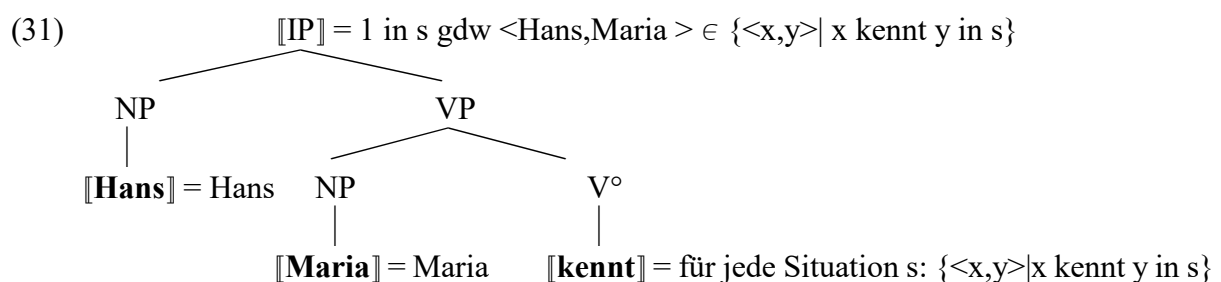 (31) ⟦IP⟧ = 1 in s gdw <Hans,Maria > ∈ {<x,y>| x kennt y in s}
NP VP
⟦Hans⟧ = Hans NP V°
⟦Maria⟧ = Maria ⟦kennt⟧ = für jede Situation s: {<x,y>|x kennt y in s}